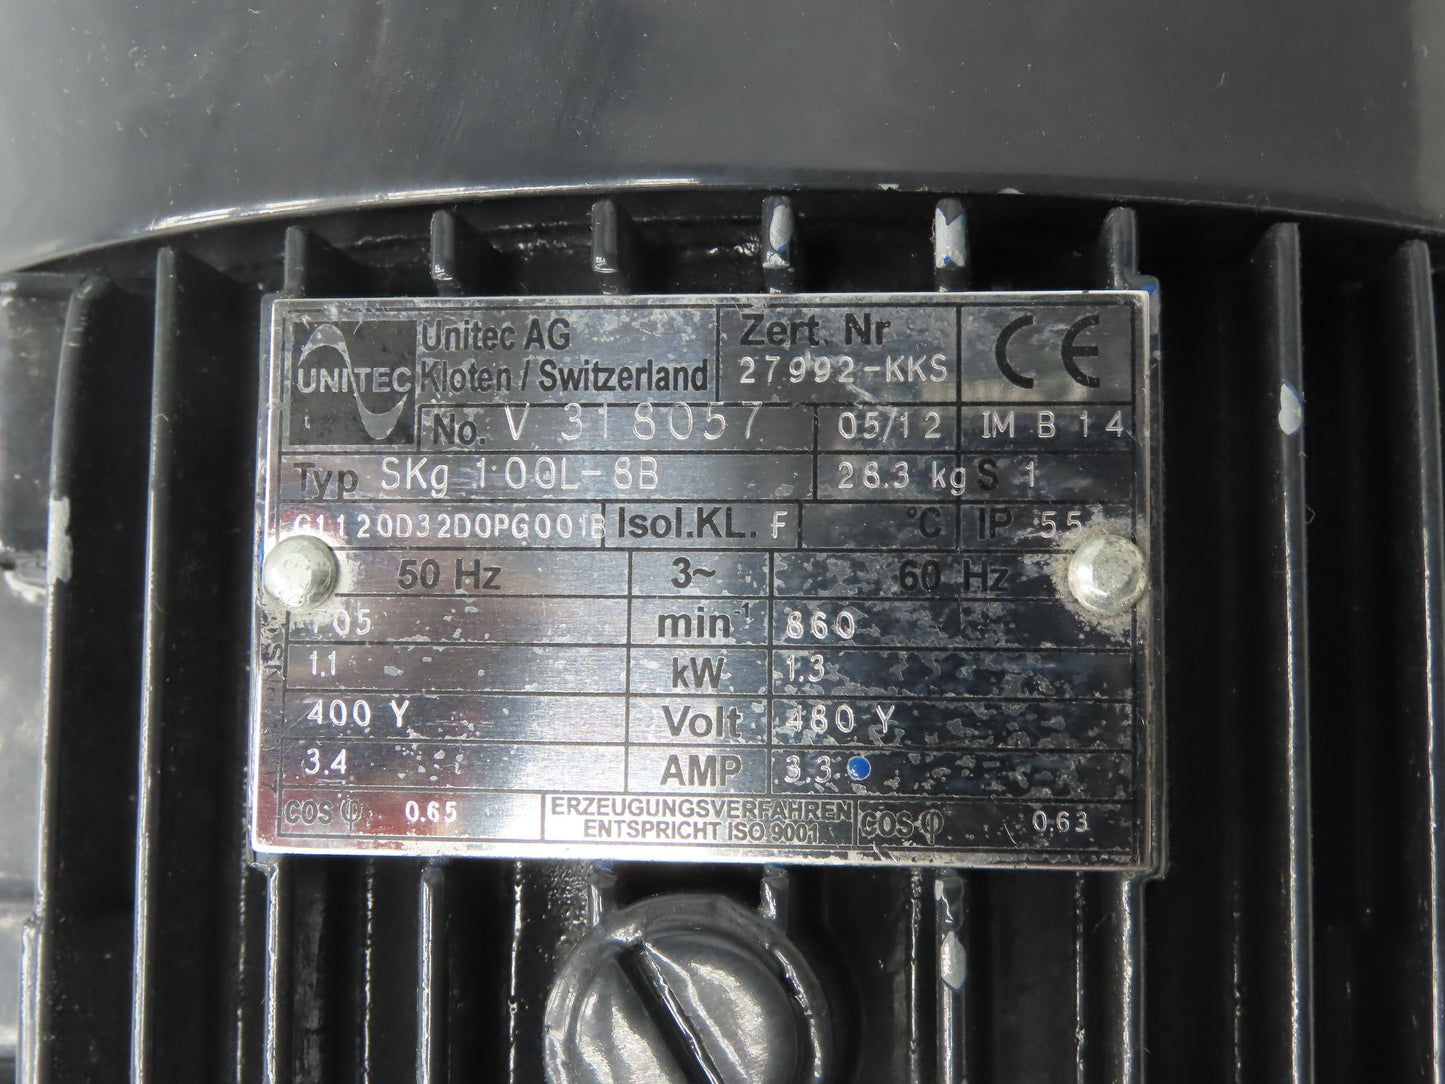 UNITEC
Unitec AG
Kloten / Switzerland
Zert. Nr
27992-KKS
CE
No. V 318057
05/12
IM B 14
Typ SKg 100L-8B
28.3 kg
S 1
G1120D32D0PG001B
Isol.KL. F
°C
IP 55
50 Hz 3~ 60 Hz
705 min-1 860
1.1 kW 1.3
400 Y Volt 480 Y
3.4 AMP 3.3
cos φ 0.65
ERZEUGUNGSVERFAHREN
ENTSPRICHT ISO 9001
cos φ 0.63